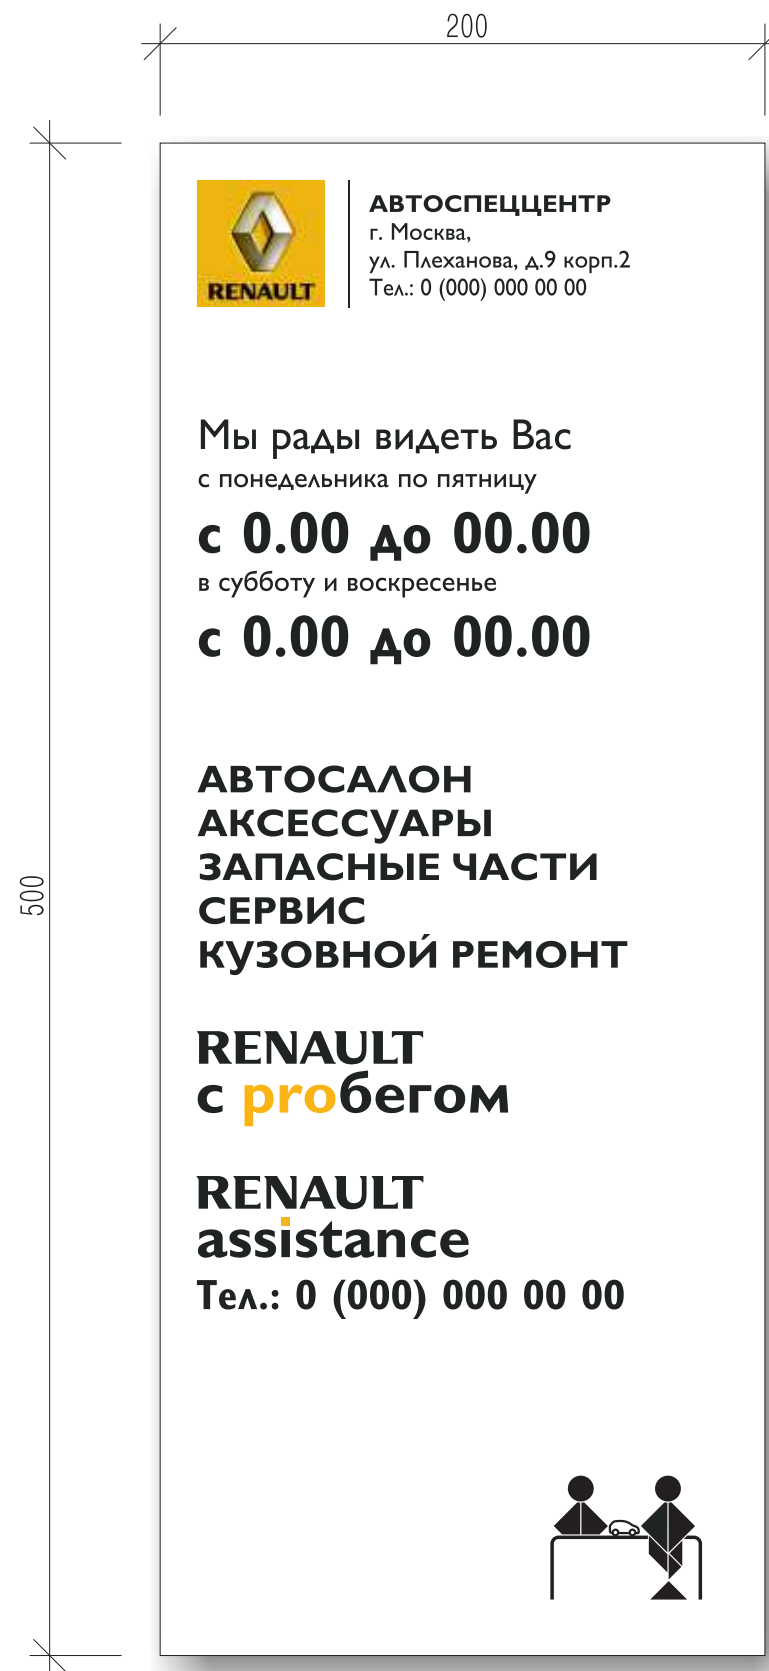 200
500
RENAULT
АВТОСПЕЦЦЕНТР
г. Москва,
ул. Плеханова, д.9 корп.2
Тел.: 0 (000) 000 00 00
Мы рады видеть Вас
с понедельника по пятницу
с 0.00 до 00.00
в субботу и воскресенье
с 0.00 до 00.00
АВТОСАЛОН
АКСЕССУАРЫ
ЗАПАСНЫЕ ЧАСТИ
СЕРВИС
КУЗОВНОЙ РЕМОНТ
RENAULT
с proбегом
RENAULT
assistance
Тел.: 0 (000) 000 00 00